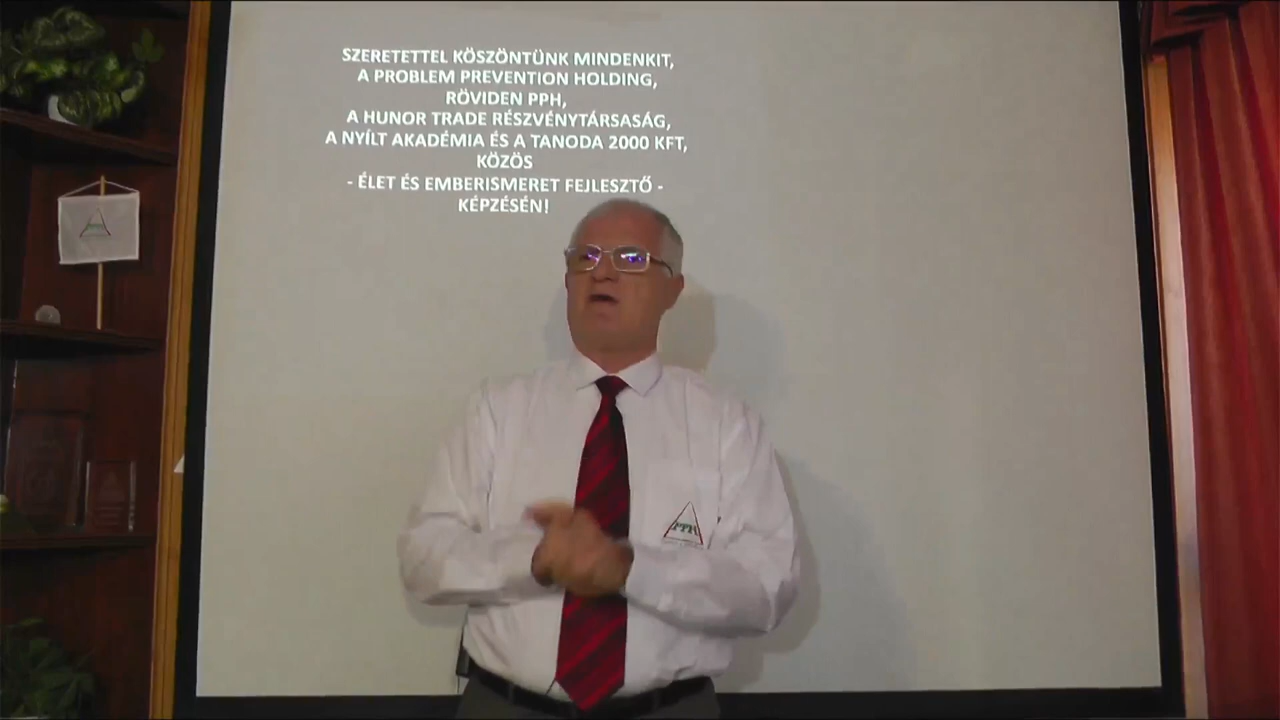 SZERETETTEL KÖSZÖNTÜNK MINDENKIT,
A PROBLEM PREVENTION HOLDING,
RÖVIDEN PPH,
A HUNOR TRADE RÉSZVÉNYTÁRSASÁG,
A NYÍLT AKADÉMIA ÉS A TANODA 2000 KFT,
KÖZÖS
- ÉLET ÉS EMBERISMERET FEJLESZTŐ -
KÉPZÉSÉN!